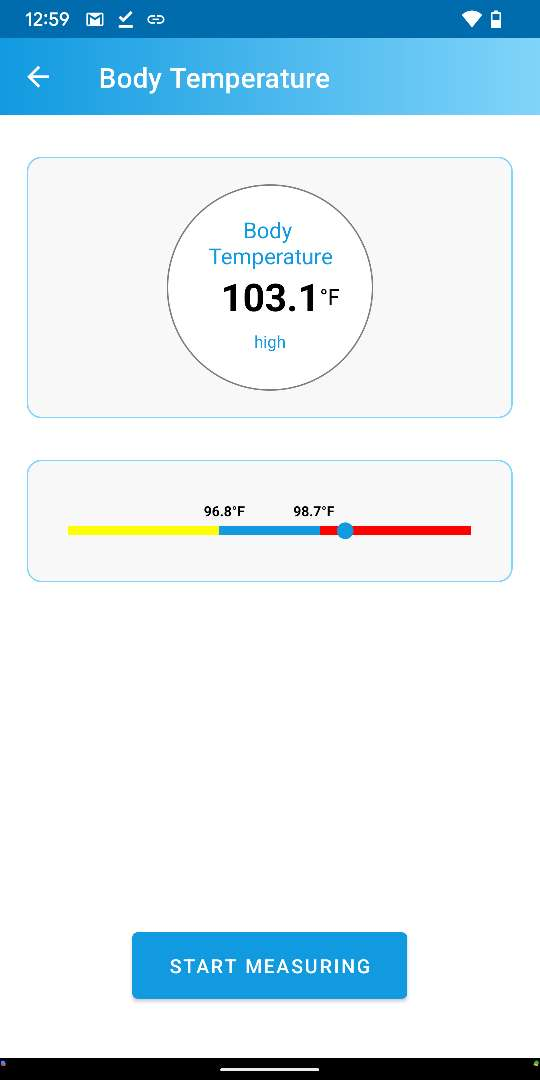 12:59
Body Temperature
Body
Temperature
103.1°F
high
96.8°F 98.7°F
START MEASURING